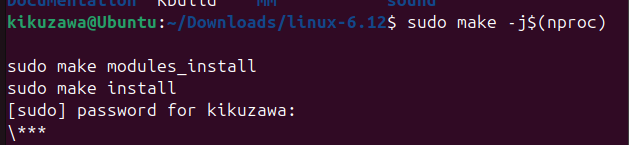 Documentation Kbuild MM sound
kikuzawa@Ubuntu:~/Downloads/linux-6.12$ sudo make -j$(nproc)
sudo make modules_install
sudo make install
[sudo] password for kikuzawa:
\***